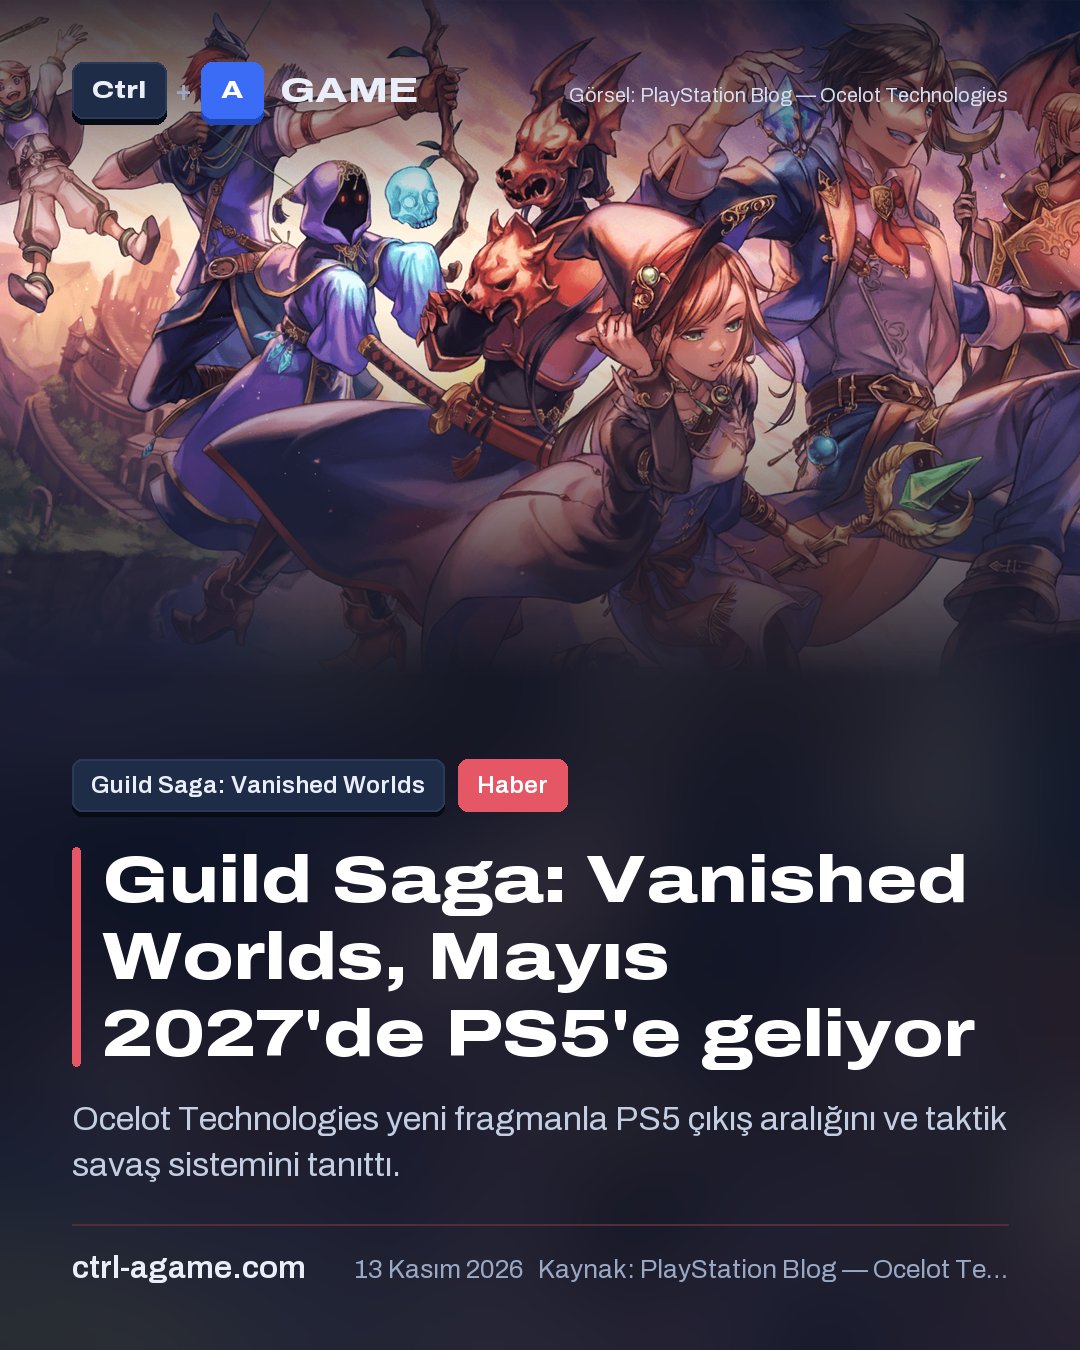 Ctrl + A GAME
Görsel: PlayStation Blog — Ocelot Technologies
Guild Saga: Vanished Worlds
Haber
Guild Saga: Vanished
Worlds, Mayıs
2027'de PS5'e geliyor
Ocelot Technologies yeni fragmanla PS5 çıkış aralığını ve taktik
savaş sistemini tanıttı.
ctrl-agame.com
13 Kasım 2026 Kaynak: PlayStation Blog — Ocelot Te...